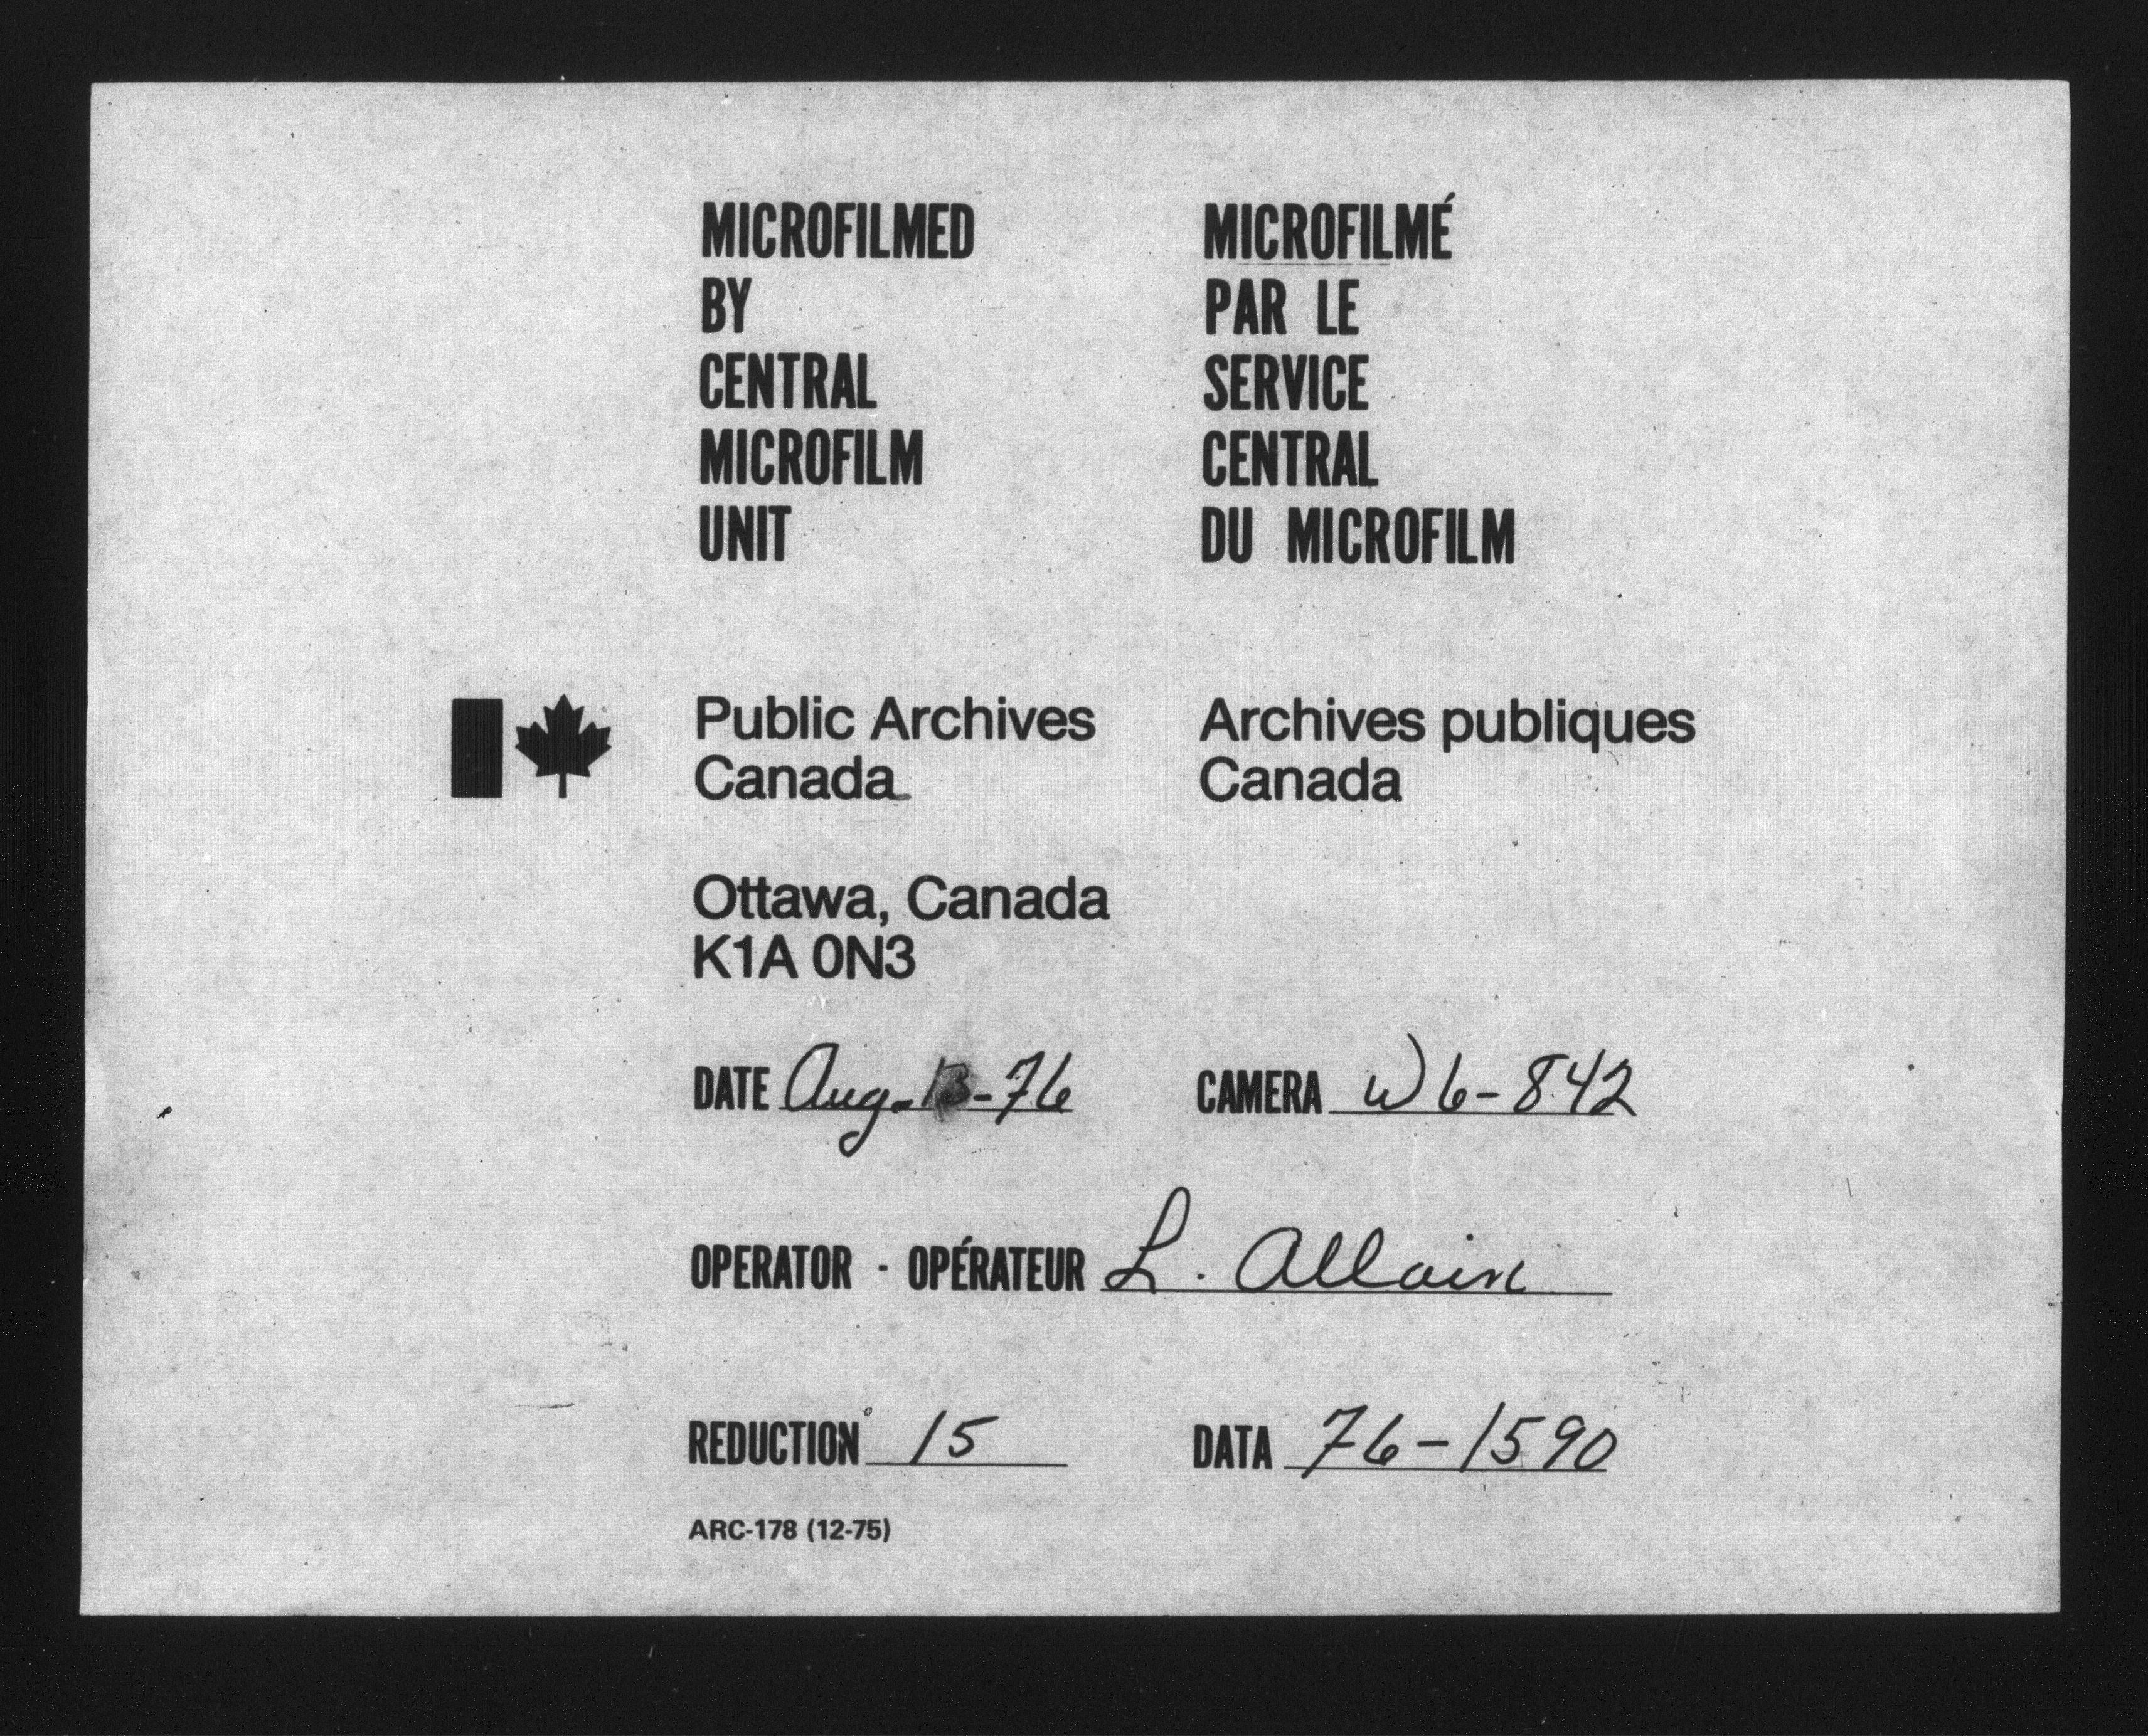 MICROFILMED
BY
CENTRAL
MICROFILM
UNIT
MICROFILMÉ
PAR LE
SERVICE
CENTRAL
DU MICROFILM
Public Archives
Canada
Archives publiques
Canada
Ottawa, Canada
K1A 0N3
DATE Aug. 13-76
CAMERA W6-842
OPERATOR - OPÉRATEUR L. Allain
REDUCTION 15
DATA 76-1590
ARC-178 (12-75)